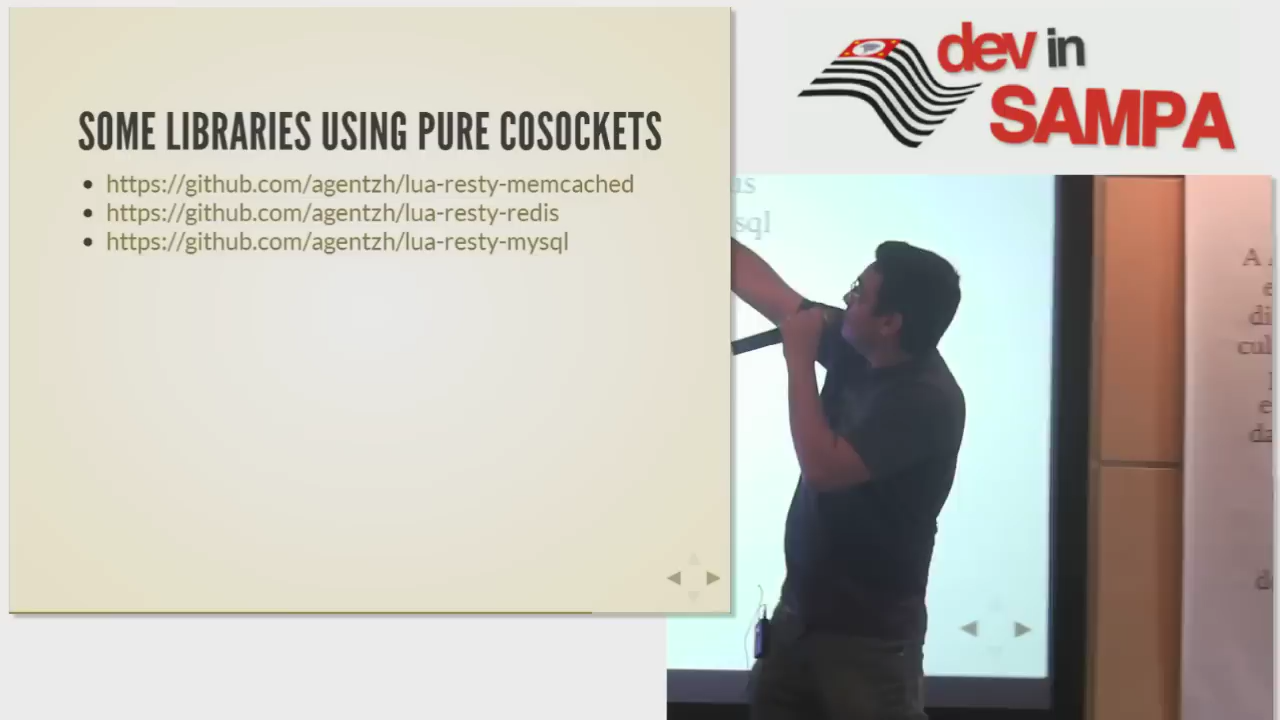 SOME LIBRARIES USING PURE COSOCKETS
https://github.com/agentzh/lua-resty-memcached
https://github.com/agentzh/lua-resty-redis
https://github.com/agentzh/lua-resty-mysql
dev in
SAMPA